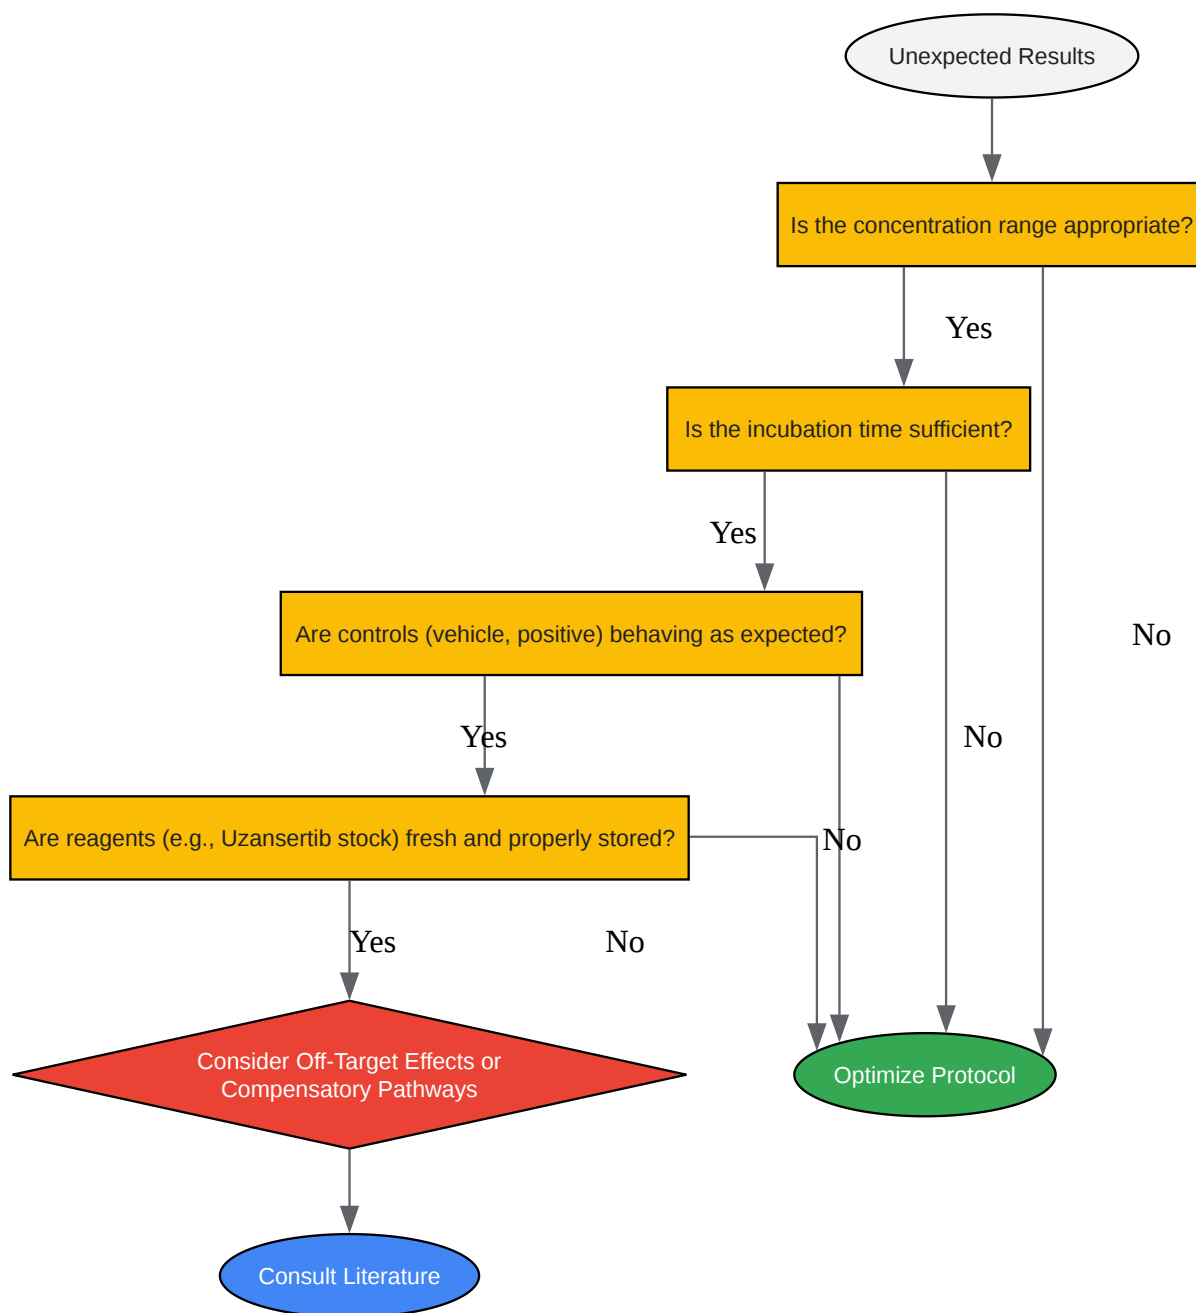 Unexpected Results
Is the concentration range appropriate?
Yes
Is the incubation time sufficient?
Yes
Are controls (vehicle, positive) behaving as expected?
No
Yes
No
Are reagents (e.g., Uzansertib stock) fresh and properly stored?
No
Yes
No
Consider Off-Target Effects or
Compensatory Pathways
Optimize Protocol
Consult Literature